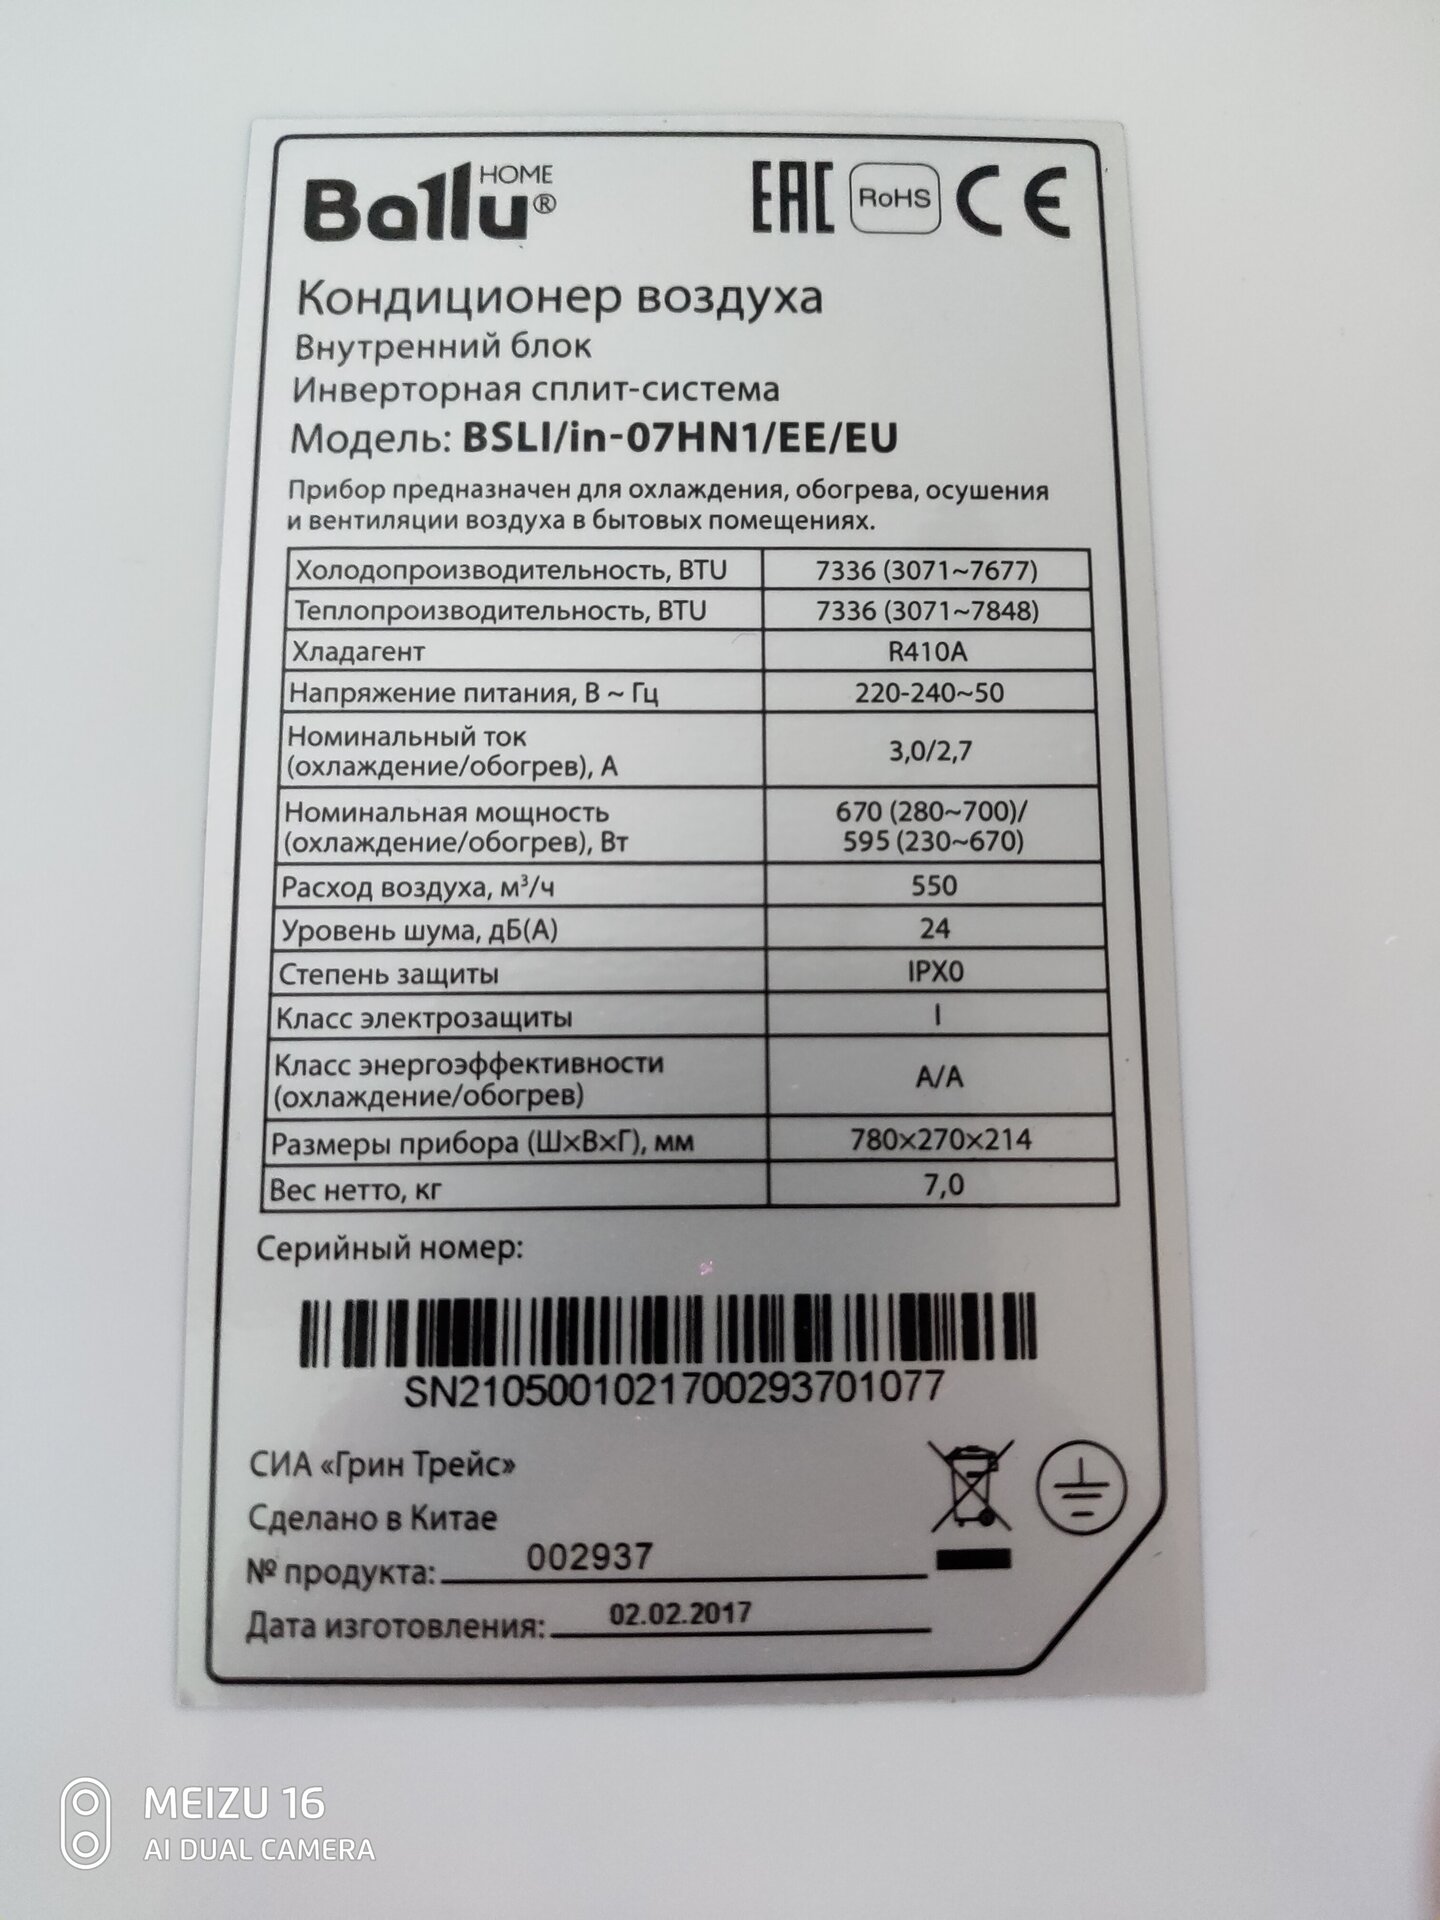 Ballu® HOME
EAC RoHS CE
Кондиционер воздуха
Внутренний блок
Инверторная сплит-система
Модель: BSLI/in-07HN1/EE/EU
Прибор предназначен для охлаждения, обогрева, осушения
и вентиляции воздуха в бытовых помещениях.
Холодопроизводительность, BTU 7336 (3071~7677)
Теплопроизводительность, BTU 7336 (3071~7848)
Хладагент R410A
Напряжение питания, В ~ Гц 220-240~50
Номинальный ток
(охлаждение/обогрев), А 3,0/2,7
Номинальная мощность 670 (280~700)/
(охлаждение/обогрев), Вт 595 (230~670)
Расход воздуха, м³/ч 550
Уровень шума, дБ(А) 24
Степень защиты IPX0
Класс электрозащиты I
Класс энергоэффективности
(охлаждение/обогрев) A/A
Размеры прибора (Ш×В×Г), мм 780×270×214
Вес нетто, кг 7,0
Серийный номер:
SN2105001021700293701077
СИА «Грин Трейс»
Сделано в Китае
№ продукта: 002937
Дата изготовления: 02.02.2017
MEIZU 16
AI DUAL CAMERA